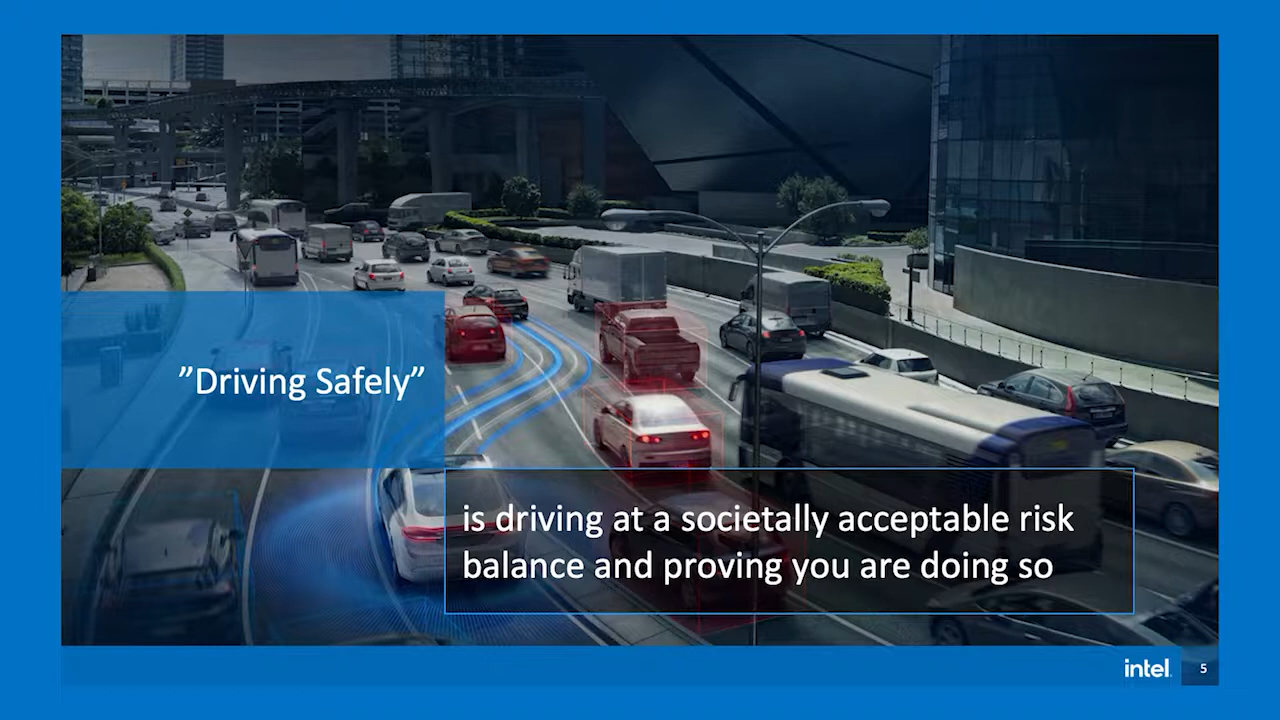 ”Driving Safely”
is driving at a societally acceptable risk
balance and proving you are doing so
intel
5